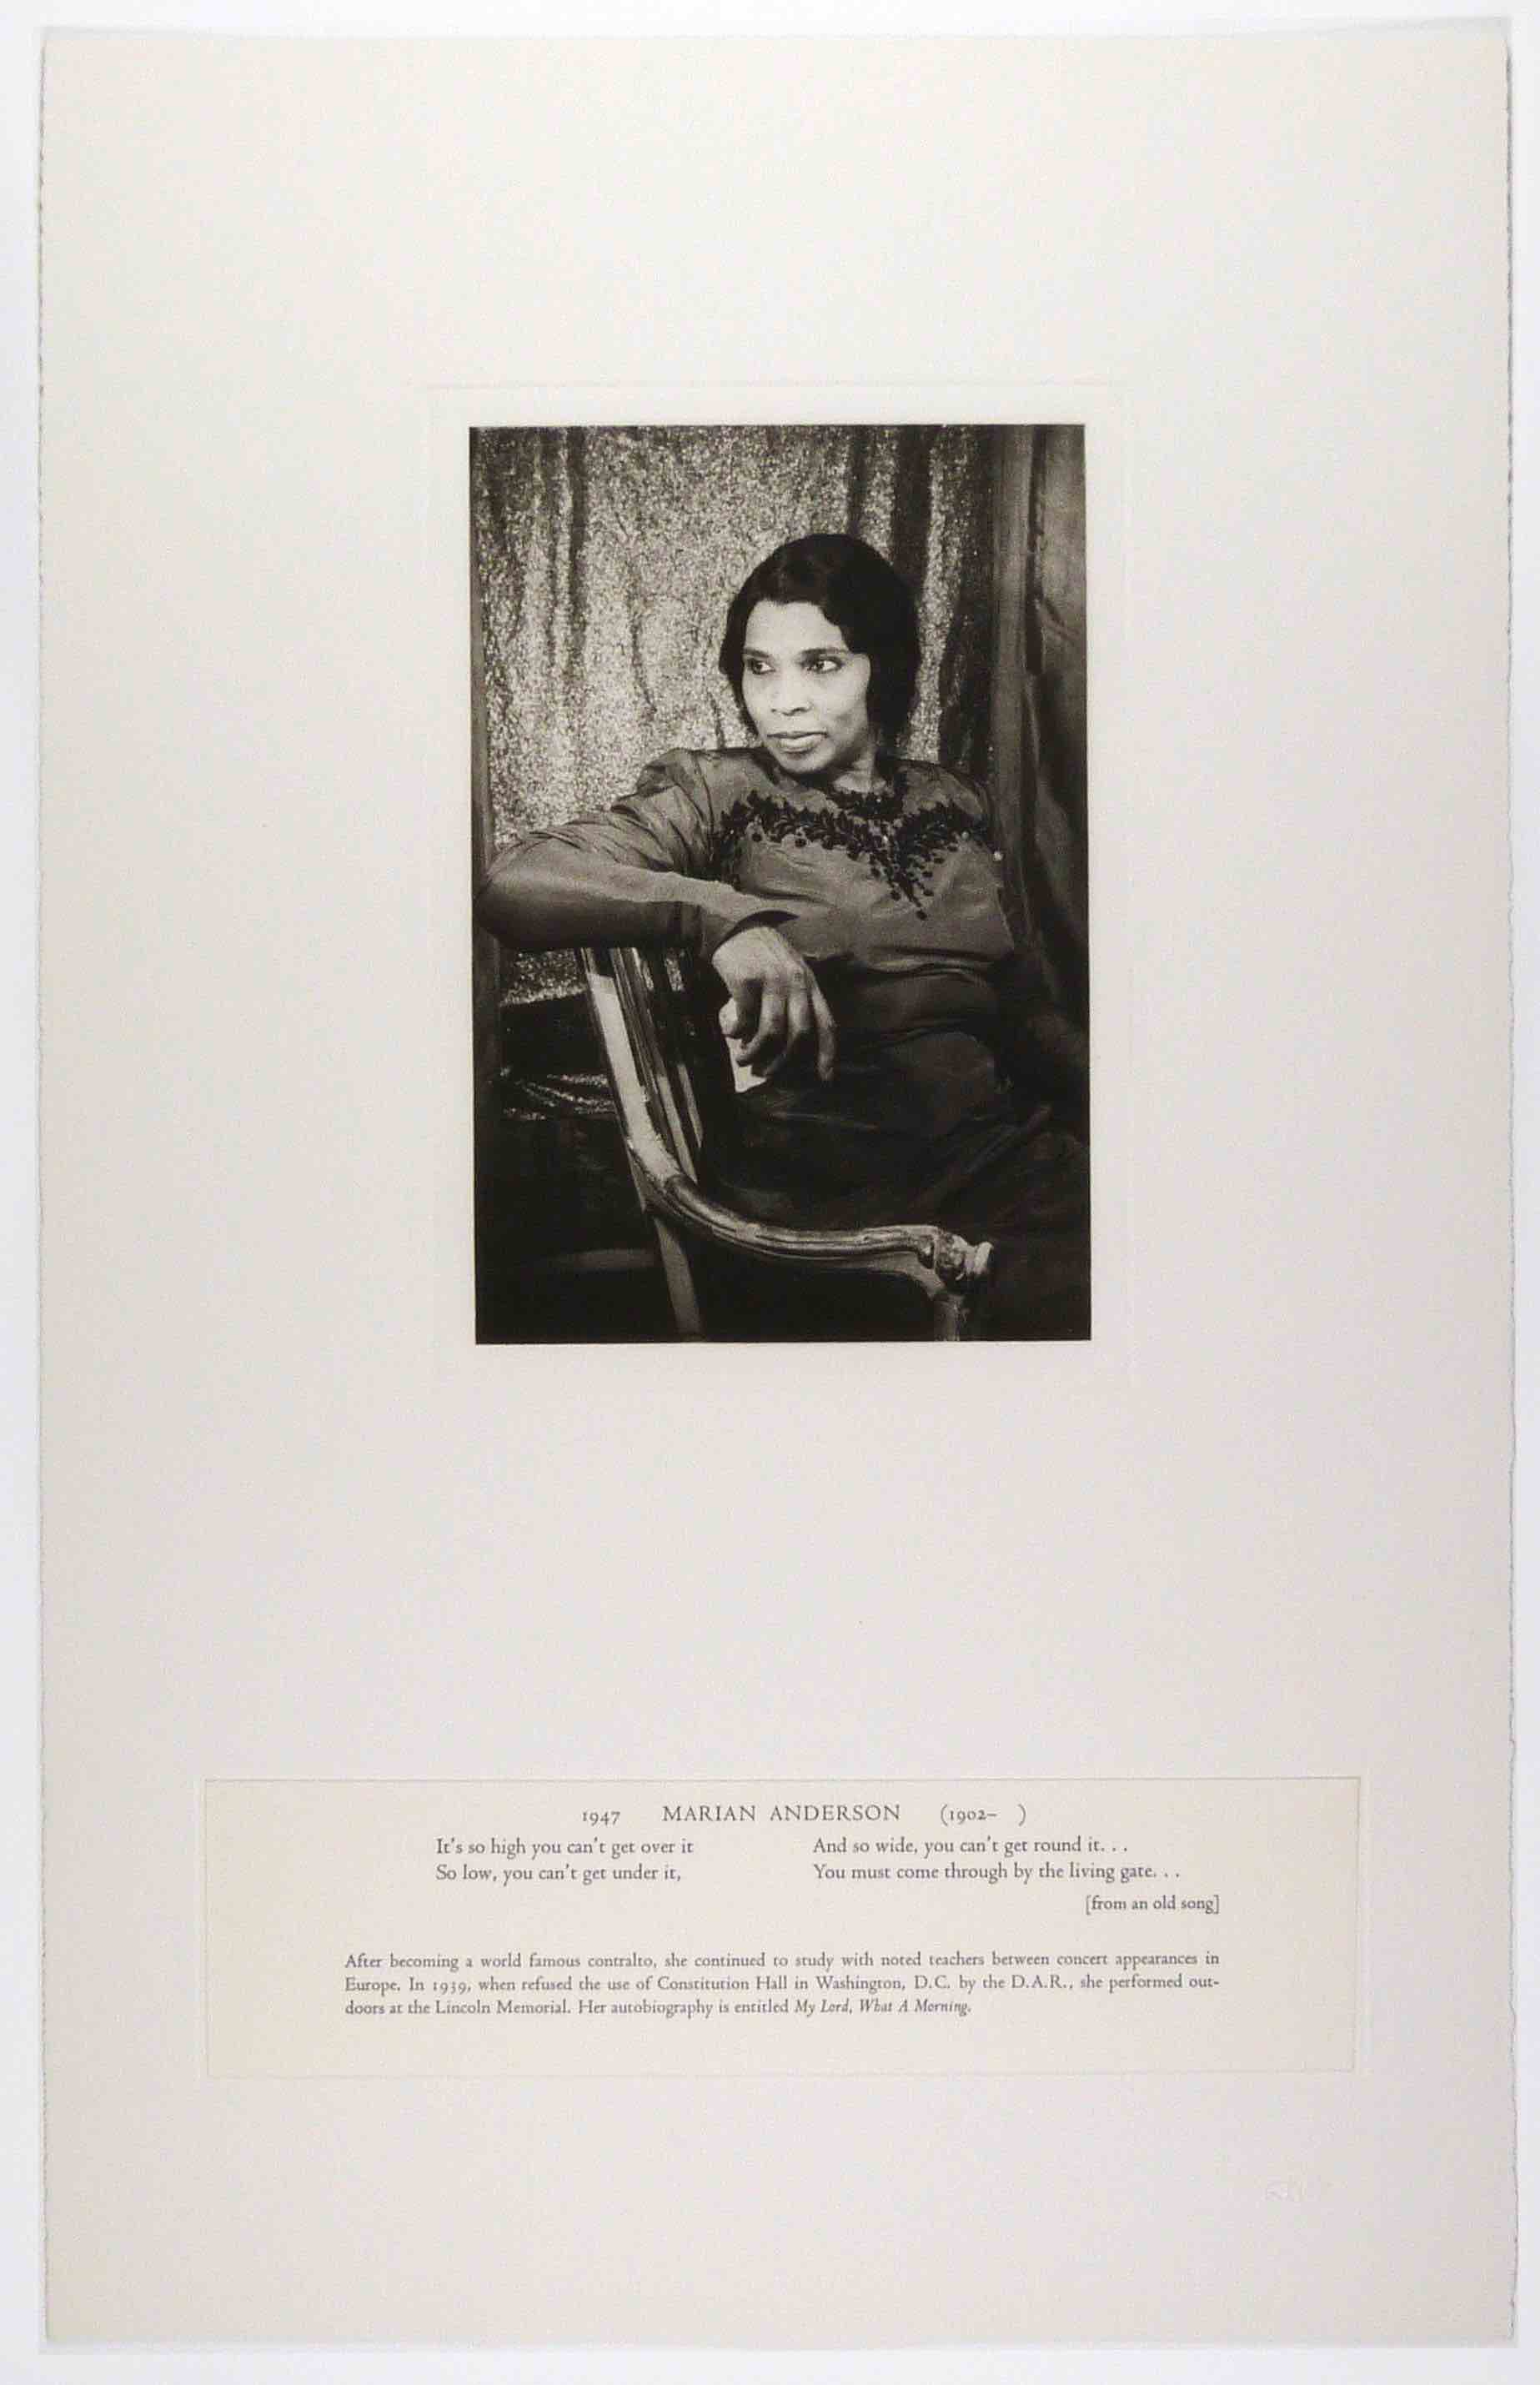 1947 MARIAN ANDERSON (1902– )
It's so high you can't get over it
So low, you can't get under it,
And so wide, you can't get round it. . .
You must come through by the living gate. . .
[from an old song]
After becoming a world famous contralto, she continued to study with noted teachers between concert appearances in
Europe. In 1939, when refused the use of Constitution Hall in Washington, D.C. by the D.A.R., she performed out-
doors at the Lincoln Memorial. Her autobiography is entitled My Lord, What A Morning.